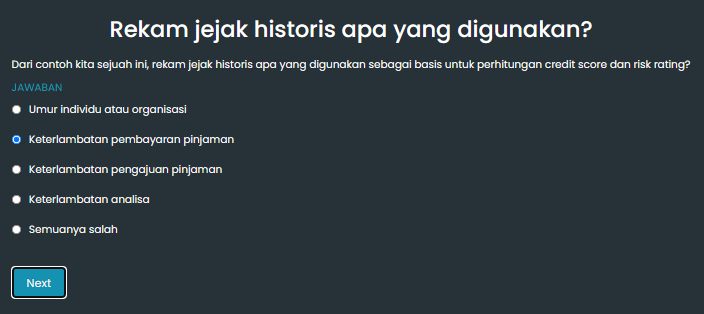 Rekam jejak historis apa yang digunakan?
Dari contoh kita sejuah ini, rekam jejak historis apa yang digunakan sebagai basis untuk perhitungan credit score dan risk rating?
JAWABAN
Umur individu atau organisasi
Keterlambatan pembayaran pinjaman
Keterlambatan pengajuan pinjaman
Keterlambatan analisa
Semuanya salah
Next